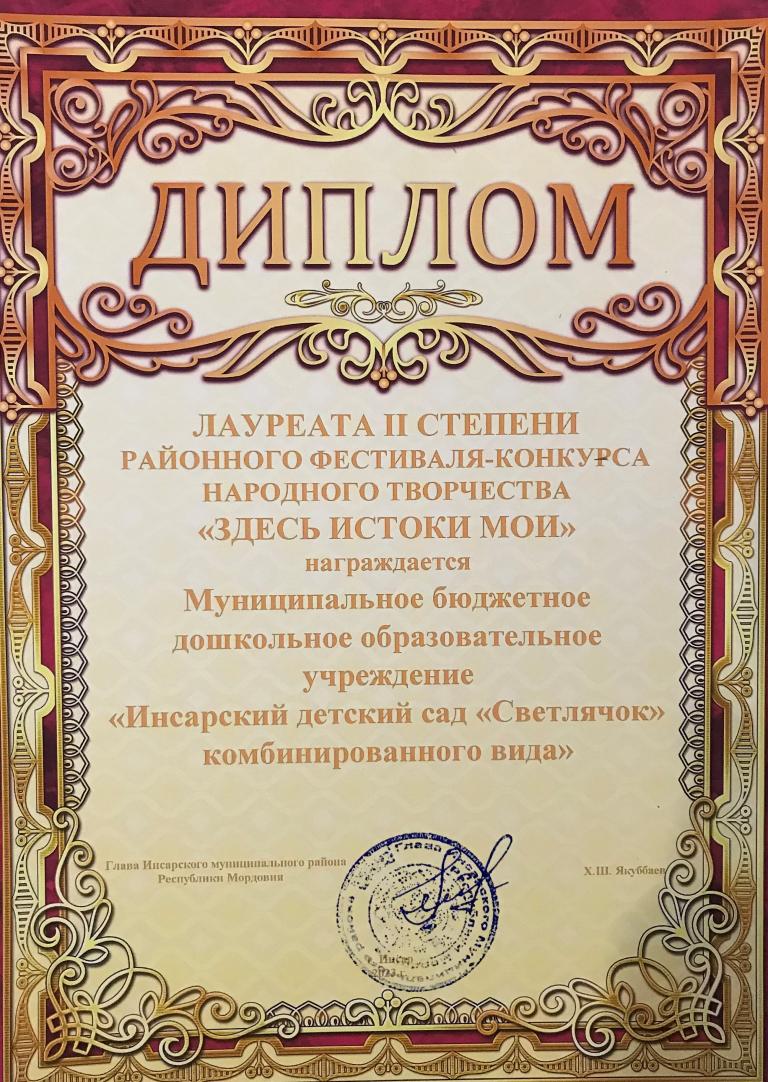 ДИПЛОМ
ЛАУРЕАТА II СТЕПЕНИ
РАЙОННОГО ФЕСТИВАЛЯ-КОНКУРСА
НАРОДНОГО ТВОРЧЕСТВА
«ЗДЕСЬ ИСТОКИ МОИ»
награждается
Муниципальное бюджетное
дошкольное образовательное
учреждение
«Инсарский детский сад «Светлячок»
комбинированного вида»
Глава Инсарского муниципального района
Республики Мордовия
Х.Ш. Якуббаев
Инсар